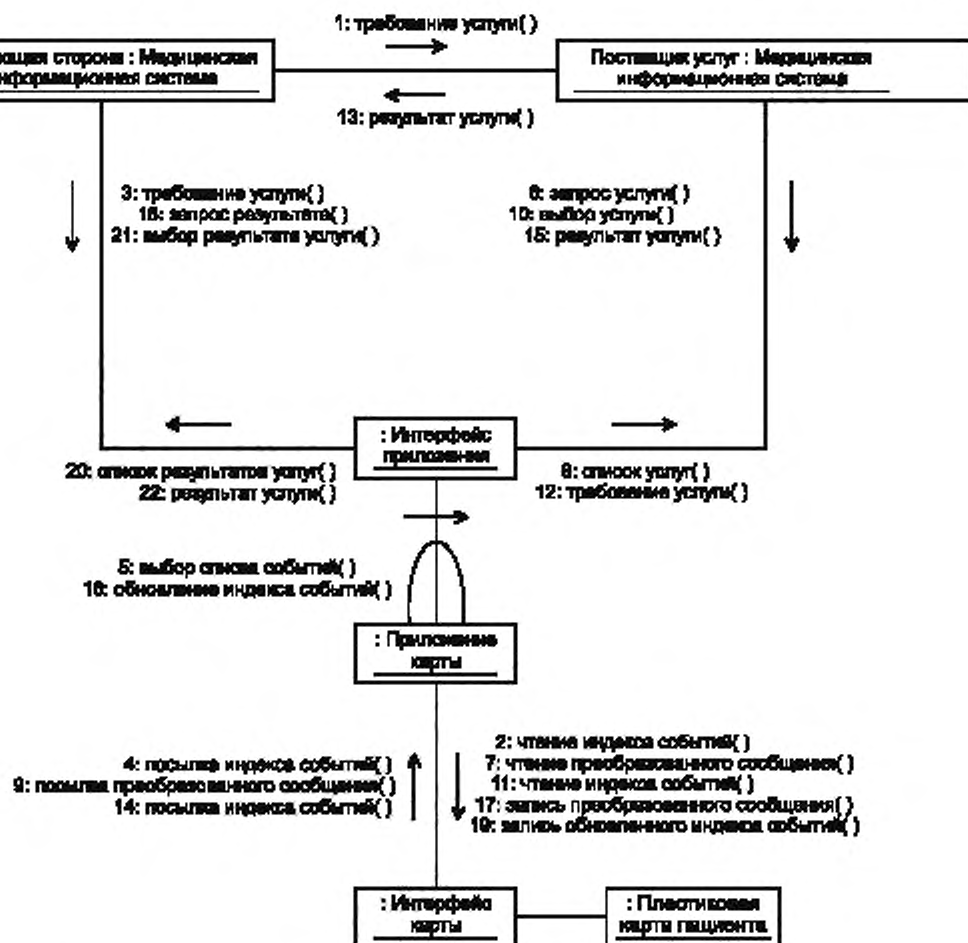 1: требование услуги( )
ющая сторона : Медицинская
нформационная система
Поставщик услуг : Медицинская
информационная система
13: результат услуги( )
3: требование услуги( )
16: запрос результата( )
21: выбор результата услуги( )
6: запрос услуги( )
10: выбор услуги( )
15: результат услуги( )
: Интерфейс
приложения
20: список результатов услуг( )
22: результат услуги( )
8: список услуг( )
12: требование услуги( )
5: выбор списка событий( )
16: обновление индекса событий( )
: Приложение
карты
4: посылка индекса событий( )
9: посылка преобразованного сообщения( )
14: посылка индекса событий( )
2: чтение индекса событий( )
7: чтение преобразованного сообщения( )
11: чтение индекса событий( )
17: запись преобразованного сообщения( )
19: запись обновленного индекса событий( )
: Интерфейс
карты
: Пластиковая
карта пациента